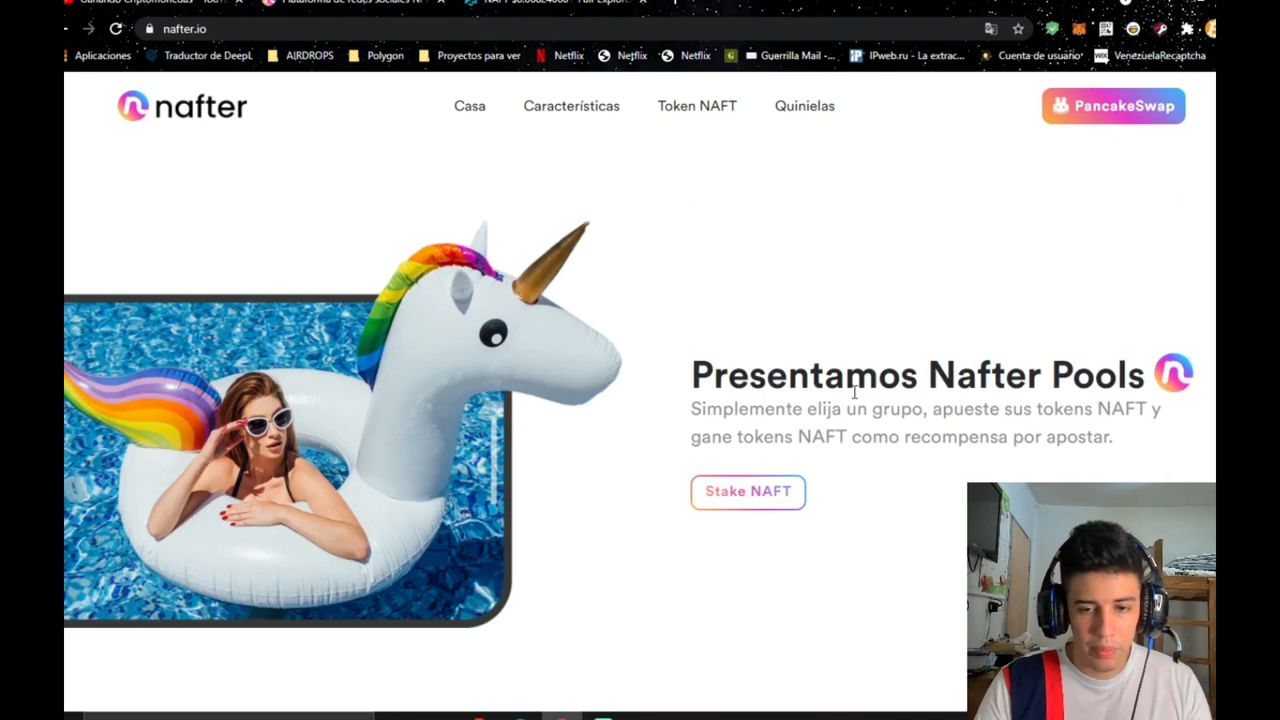 nafter.io
Aplicaciones Traductor de DeepL AIRDROPS Polygon Proyectos para ver Netflix Netflix Netflix Guerrilla Mail -... IPweb.ru - La extrac... Cuenta de usuario VenezuelaRecaptcha
nafter Casa Características Token NAFT Quinielas PancakeSwap
Presentamos Nafter Pools
Simplemente elija un grupo, apueste sus tokens NAFT y
gane tokens NAFT como recompensa por apostar.
Stake NAFT